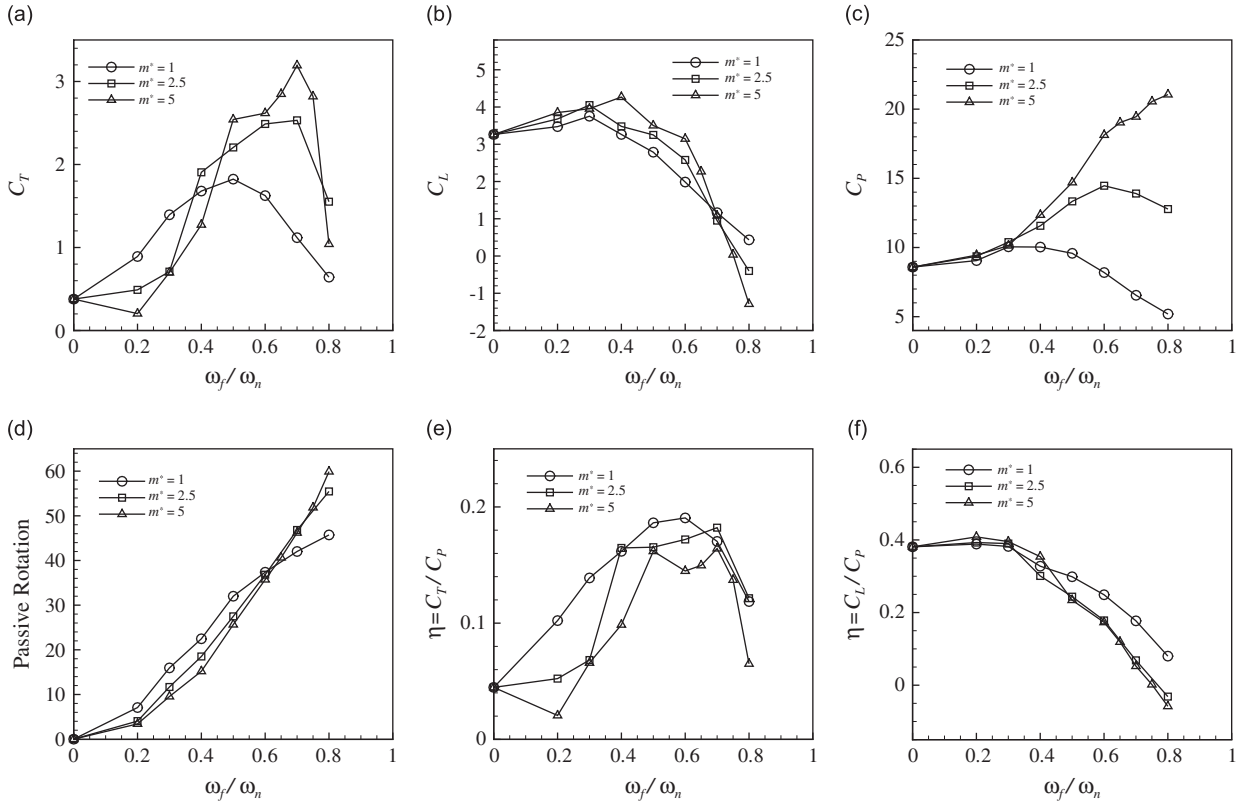 (a)
C_T
3
2
1
0
0 0.2 0.4 0.6 0.8 1
ω_f / ω_n
m* = 1
m* = 2.5
m* = 5
(b)
C_L
5
4
3
2
1
0
-1
-2
0 0.2 0.4 0.6 0.8 1
ω_f / ω_n
m* = 1
m* = 2.5
m* = 5
(c)
C_P
25
20
15
10
5
0 0.2 0.4 0.6 0.8 1
ω_f / ω_n
m* = 1
m* = 2.5
m* = 5
(d)
Passive Rotation
60
50
40
30
20
10
0
0 0.2 0.4 0.6 0.8 1
ω_f / ω_n
m* = 1
m* = 2.5
m* = 5
(e)
η = C_T / C_P
0.2
0.1
0
0 0.2 0.4 0.6 0.8 1
ω_f / ω_n
m* = 1
m* = 2.5
m* = 5
(f)
η = C_L / C_P
0.6
0.4
0.2
0
0 0.2 0.4 0.6 0.8 1
ω_f / ω_n
m* = 1
m* = 2.5
m* = 5